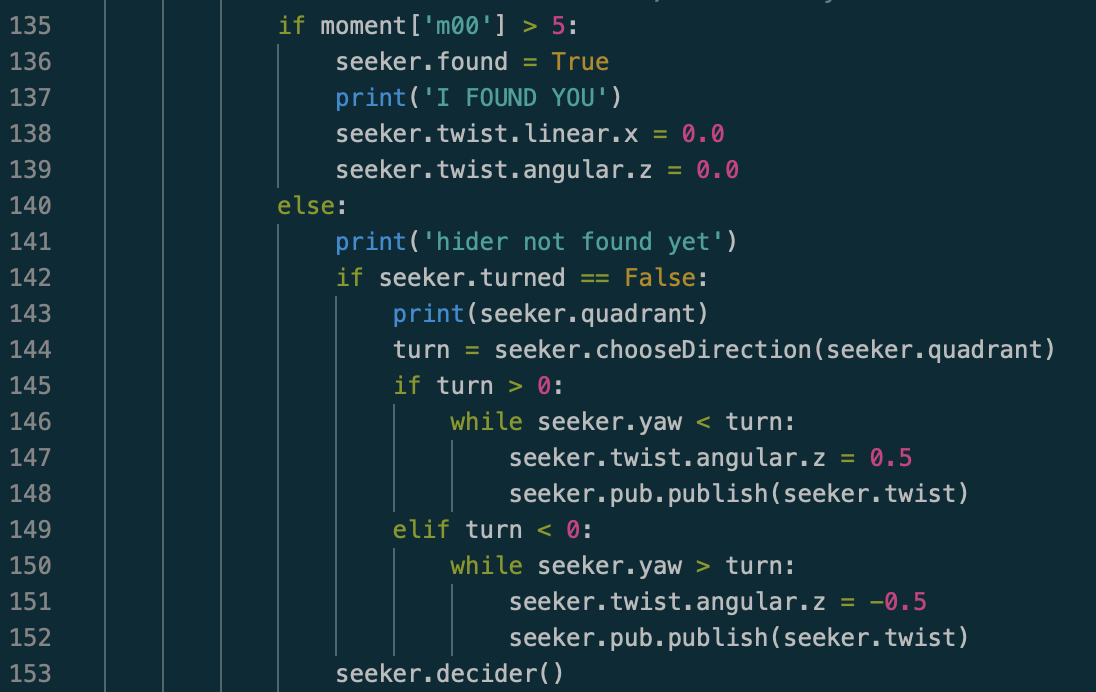 135 if moment['m00'] > 5:
136 seeker.found = True
137 print('I FOUND YOU')
138 seeker.twist.linear.x = 0.0
139 seeker.twist.angular.z = 0.0
140 else:
141 print('hider not found yet')
142 if seeker.turned == False:
143 print(seeker.quadrant)
144 turn = seeker.chooseDirection(seeker.quadrant)
145 if turn > 0:
146 while seeker.yaw < turn:
147 seeker.twist.angular.z = 0.5
148 seeker.pub.publish(seeker.twist)
149 elif turn < 0:
150 while seeker.yaw > turn:
151 seeker.twist.angular.z = -0.5
152 seeker.pub.publish(seeker.twist)
153 seeker.decider()